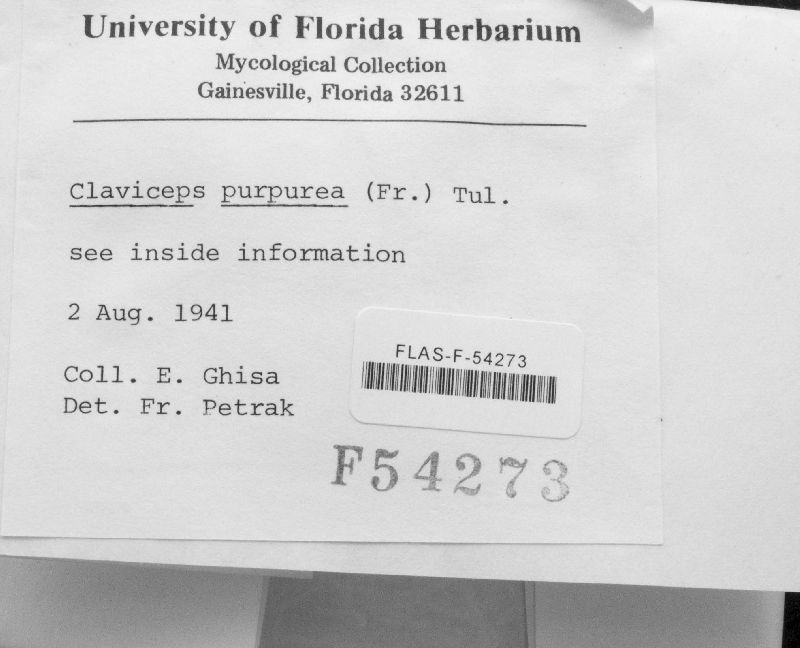 University of Florida Herbarium
Mycological Collection
Gainesville, Florida 32611
Claviceps purpurea (Fr.) Tul.
see inside information
2 Aug. 1941
Coll. E. Ghisa
Det. Fr. Petrak
FLAS-F-54273
F54273